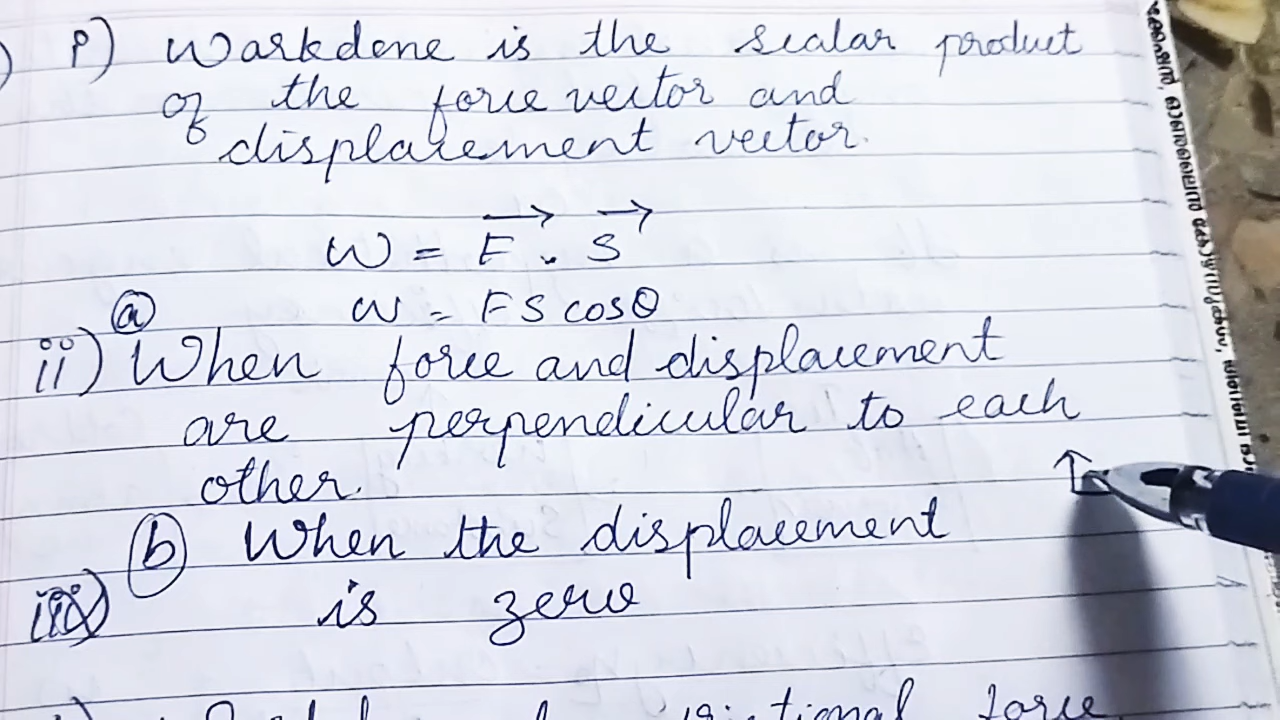 i) Workdone is the scalar product
of the force vector and
displacement vector.
W = F . S
W = FS cosθ
ii) ⓐ When force and displacement
are perpendicular to each
other.
ⓑ When the displacement
is zero
force